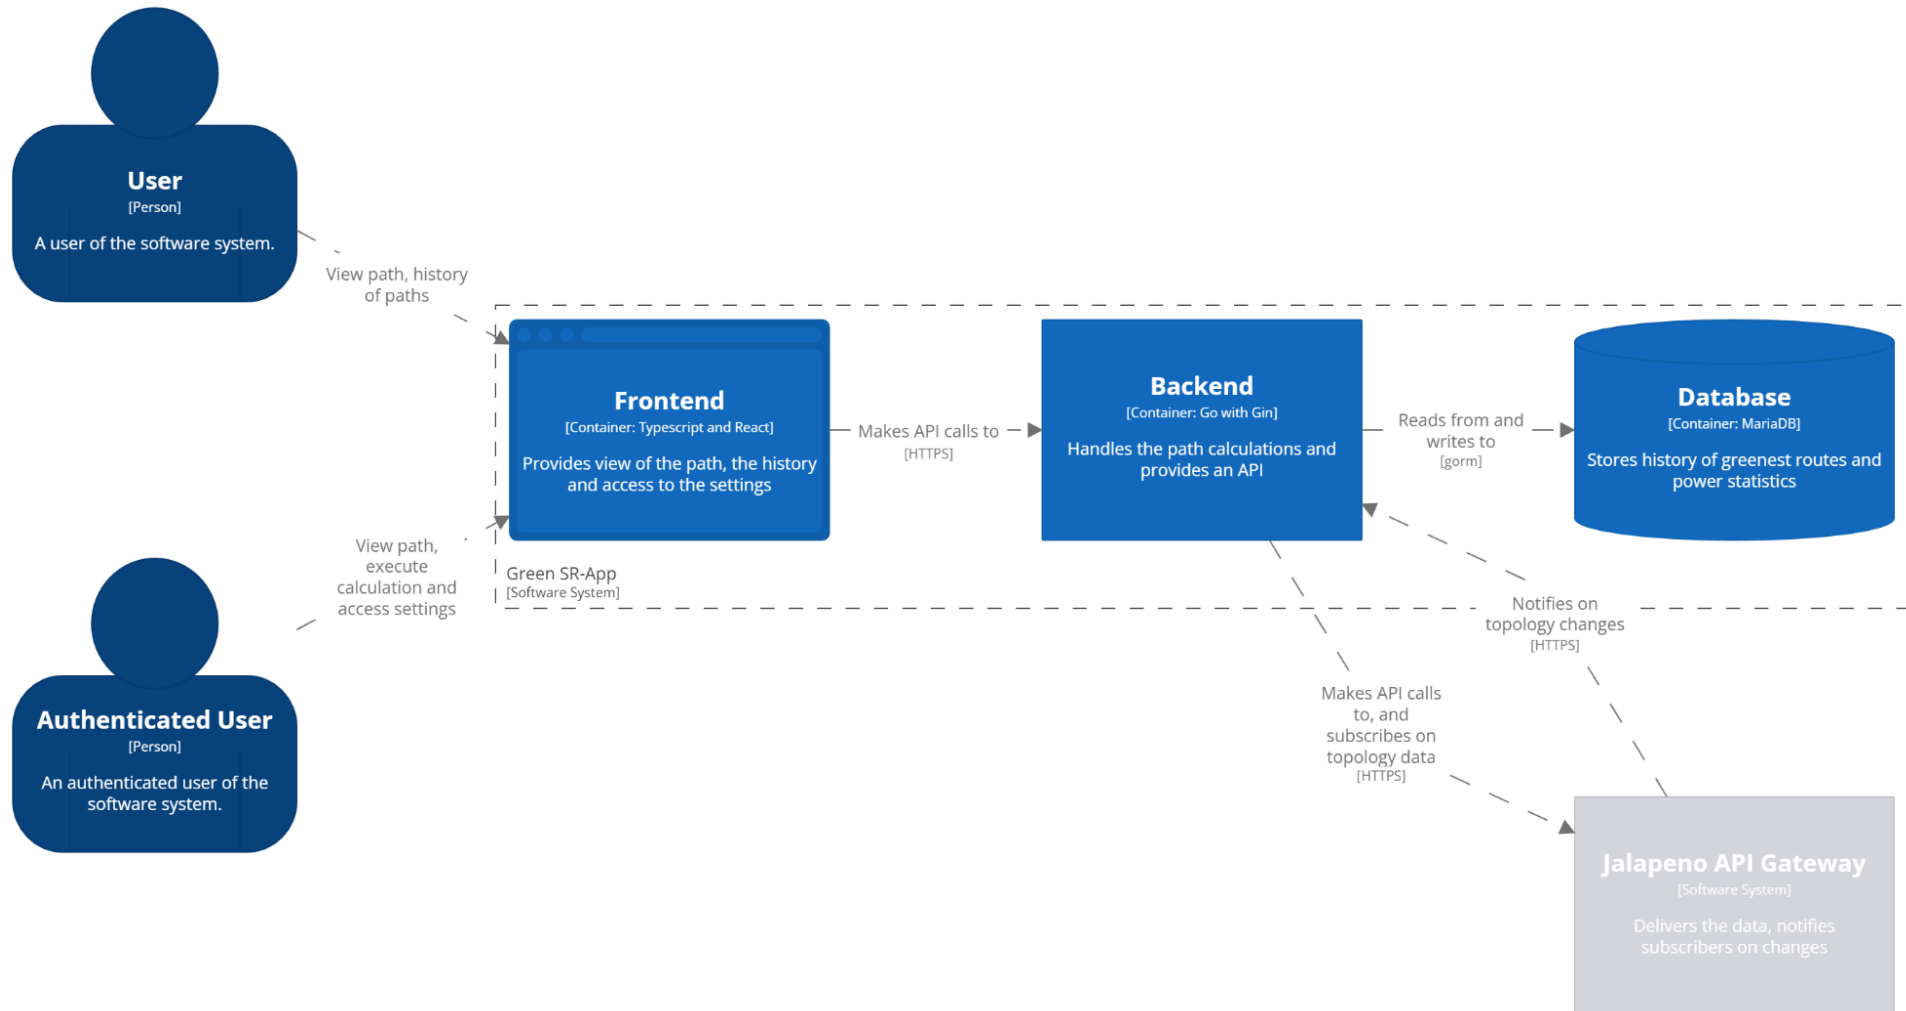 User
[Person]
A user of the software system.
View path, history
of paths
Frontend
[Container: Typescript and React]
Provides view of the path, the history
and access to the settings
Makes API calls to
[HTTPS]
Backend
[Container: Go with Gin]
Handles the path calculations and
provides an API
Reads from and
writes to
[gorm]
Database
[Container: MariaDB]
Stores history of greenest routes and
power statistics
View path,
execute
calculation and
access settings
Green SR-App
[Software System]
Notifies on
topology changes
[HTTPS]
Authenticated User
[Person]
An authenticated user of the
software system.
Makes API calls
to, and
subscribes on
topology data
[HTTPS]
Jalapeno API Gateway
[Software System]
Delivers the data, notifies
subscribers on changes